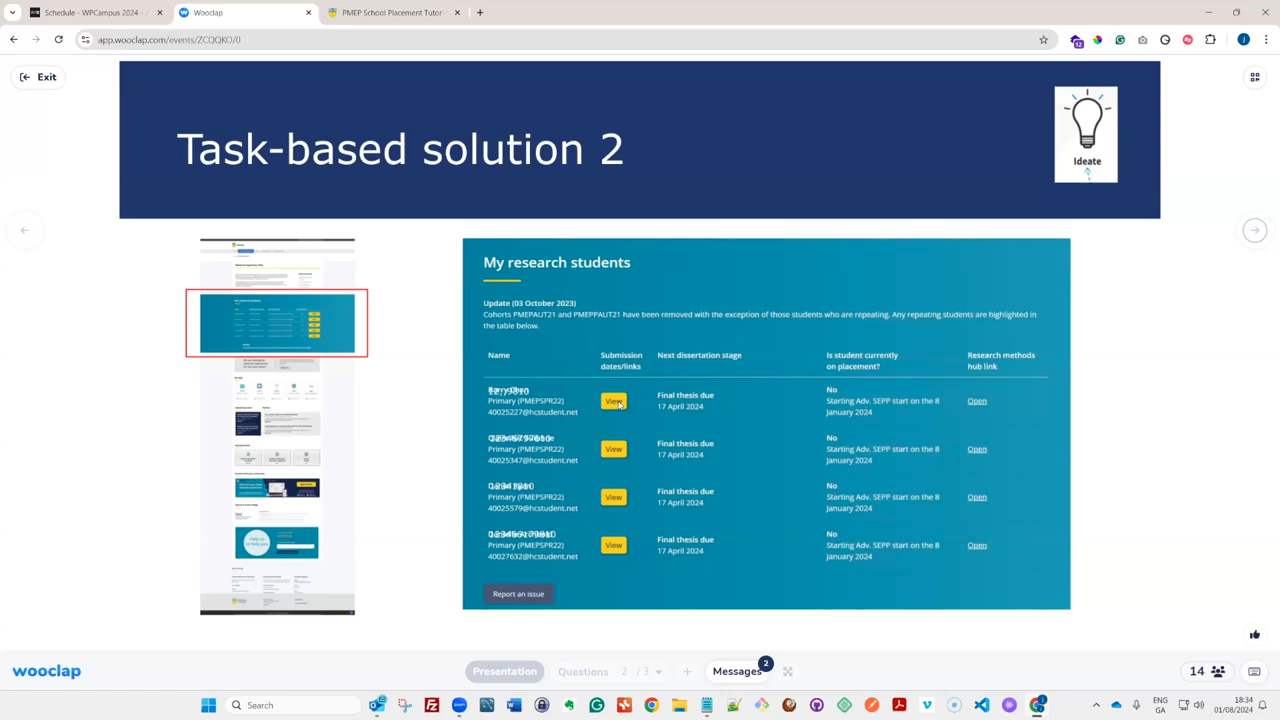 Schedule - WPCampus 2024 -
Wooclap
PMEP School Placement Tutor -
app.wooclap.com/events/ZCQQKO/0
12
Exit
Task-based solution 2
Ideate
My research students
Update (03 October 2023)
Cohorts PMEPAUT21 and PMEPPAUT21 have been removed with the exception of those students who are repeating. Any repeating students are highlighted in
the table below.
Name
Submission
dates/links
Next dissertation stage
Is student currently
on placement?
Research methods
hub link
Primary (PMEPSPR22)
40025227@hcstudent.net
View
Final thesis due
17 April 2024
No
Starting Adv. SEPP start on the 8
January 2024
Open
Primary (PMEPSPR22)
40025347@hcstudent.net
View
Final thesis due
17 April 2024
No
Starting Adv. SEPP start on the 8
January 2024
Open
Primary (PMEPSPR22)
40025579@hcstudent.net
View
Final thesis due
17 April 2024
No
Starting Adv. SEPP start on the 8
January 2024
Open
Primary (PMEPSPR22)
40027632@hcstudent.net
View
Final thesis due
17 April 2024
No
Starting Adv. SEPP start on the 8
January 2024
Open
Report an issue
wooclap
Presentation
Questions
2 / 3
Messages
2
14
Search
ENG
GA
18:34
01/08/2024